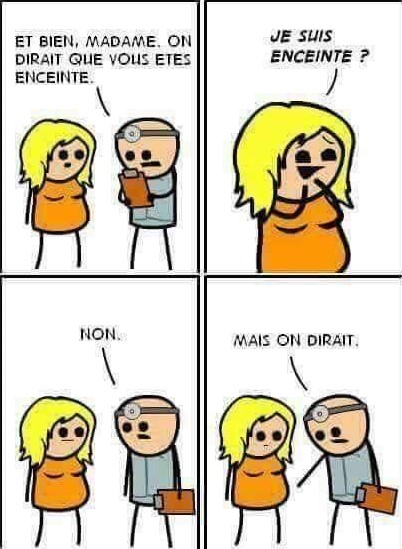 ET BIEN, MADAME. ON
DIRAIT QUE VOUS ETES
ENCEINTE.
JE SUIS
ENCEINTE ?
NON.
MAIS ON DIRAIT.